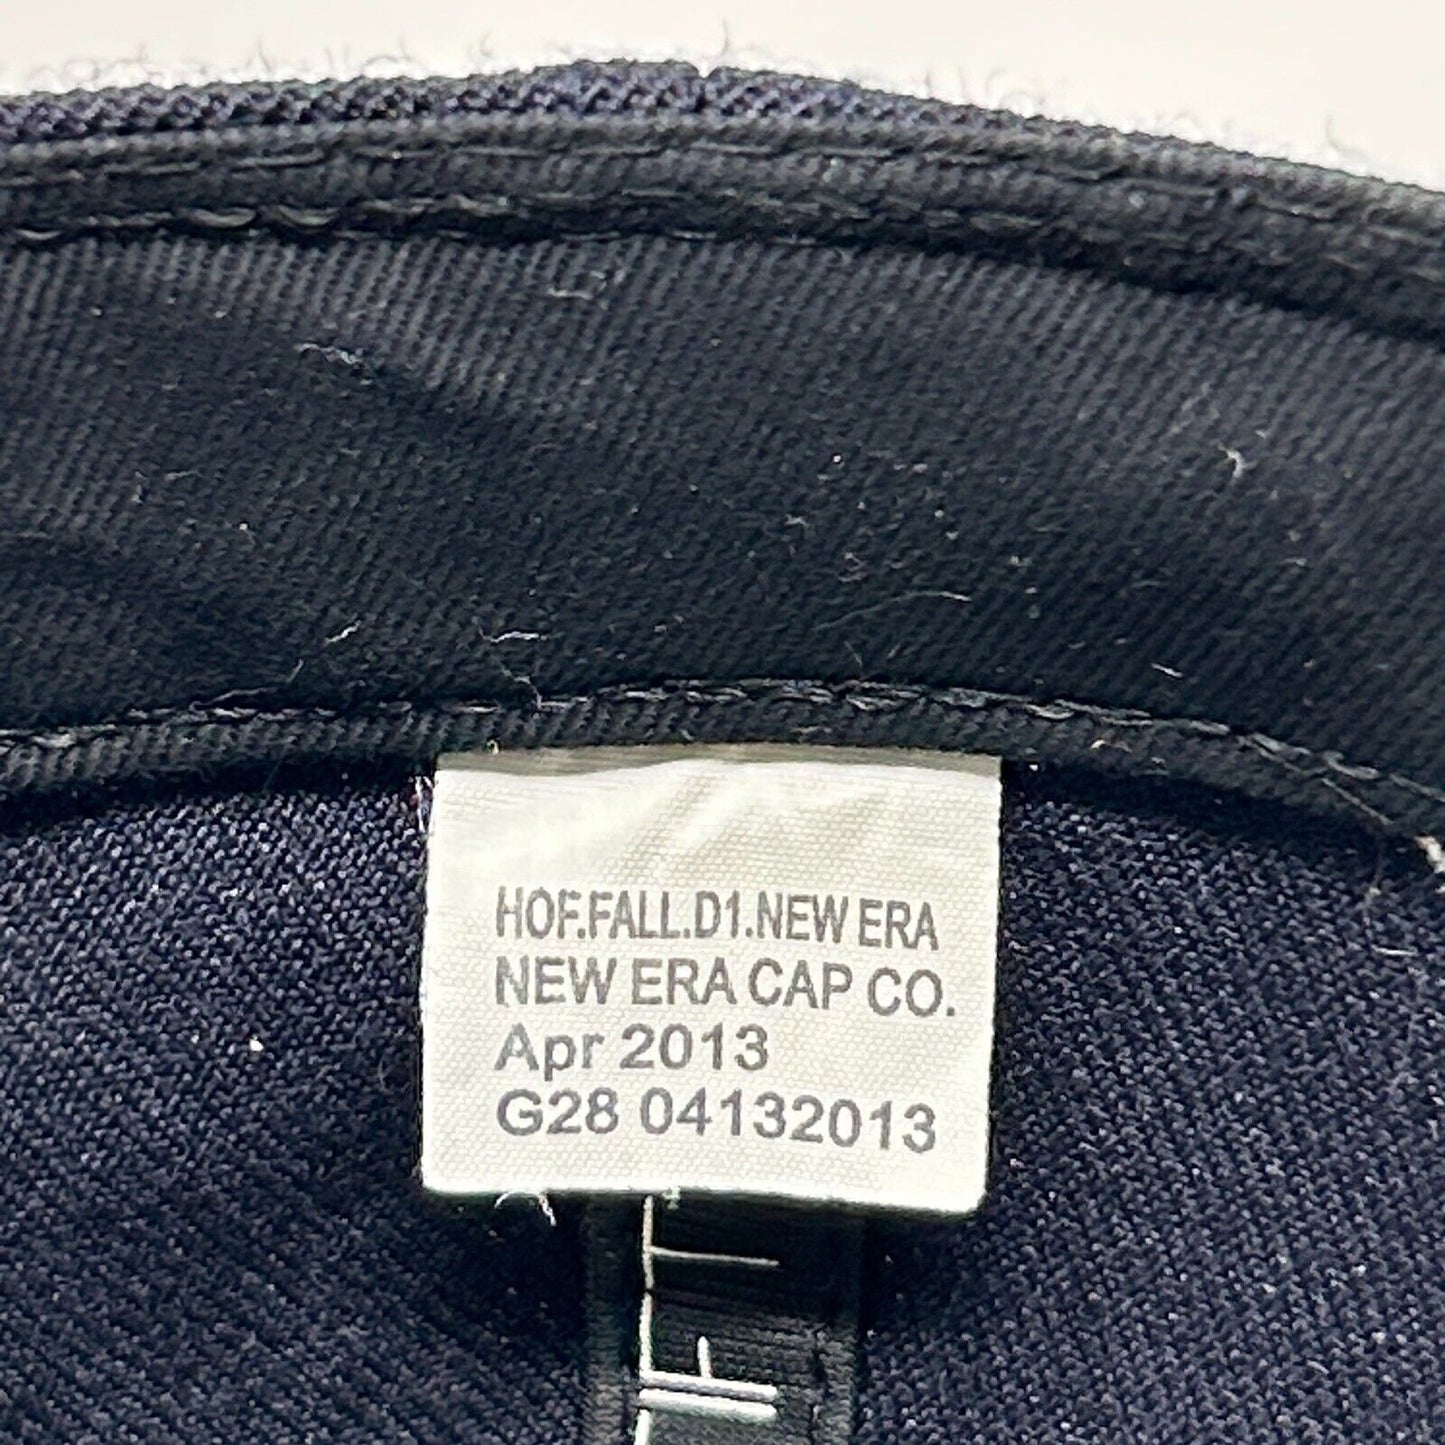 HOF.FALL.D1.NEW ERA
NEW ERA CAP CO.
Apr 2013
G28 04132013